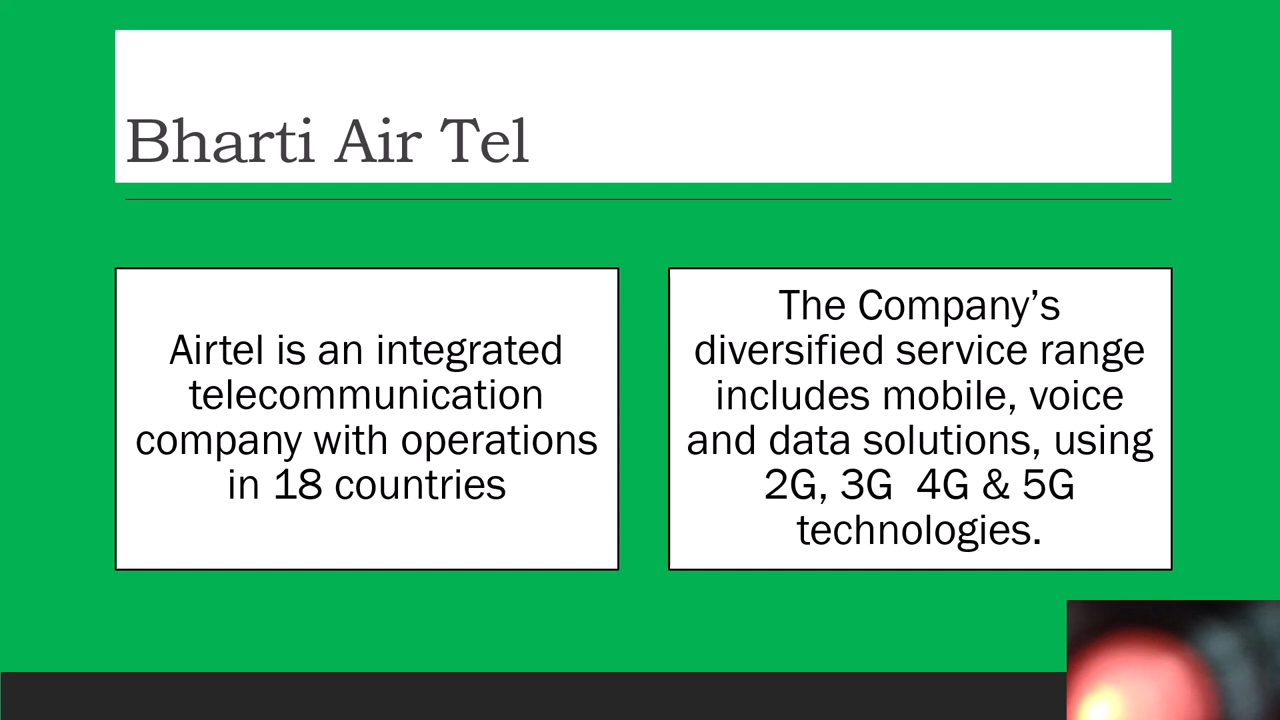 Bharti Air Tel
Airtel is an integrated
telecommunication
company with operations
in 18 countries
The Company’s
diversified service range
includes mobile, voice
and data solutions, using
2G, 3G  4G & 5G
technologies.